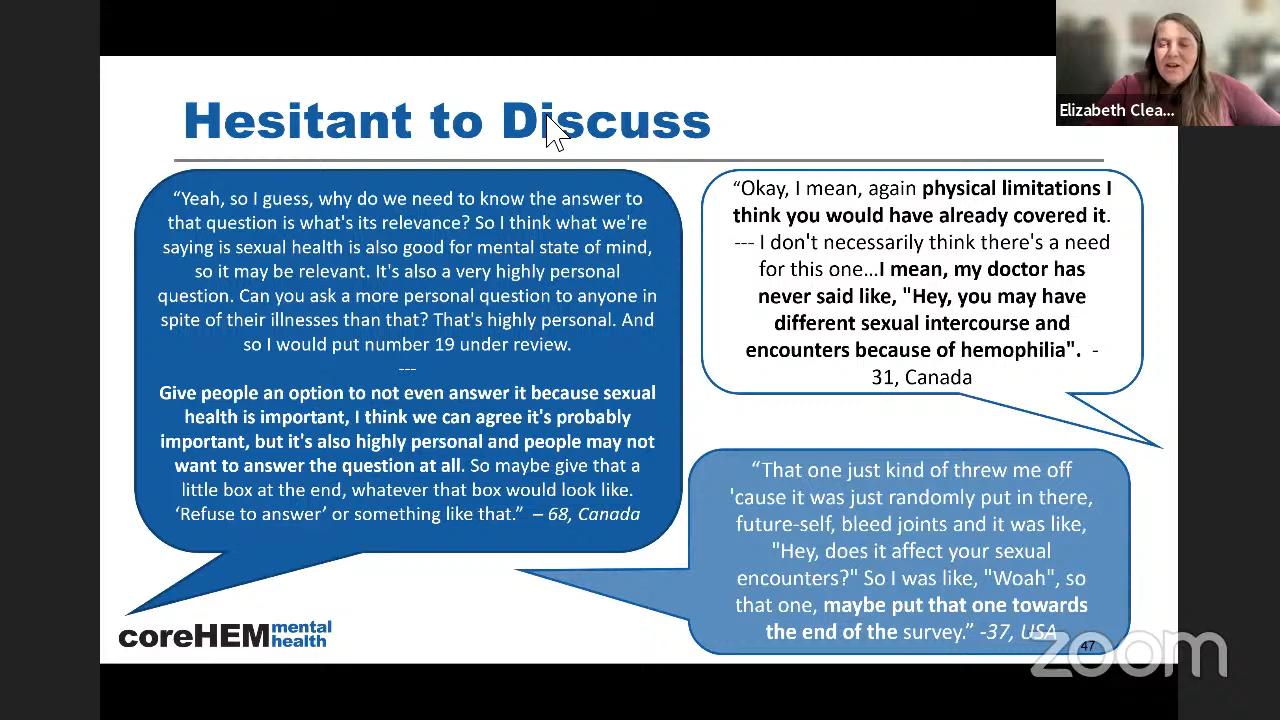 Hesitant to Discuss
“Yeah, so I guess, why do we need to know the answer to
that question is what's its relevance? So I think what we're
saying is sexual health is also good for mental state of mind,
so it may be relevant. It's also a very highly personal
question. Can you ask a more personal question to anyone in
spite of their illnesses than that? That's highly personal. And
so I would put number 19 under review.
---
Give people an option to not even answer it because sexual
health is important, I think we can agree it's probably
important, but it's also highly personal and people may not
want to answer the question at all. So maybe give that a
little box at the end, whatever that box would look like.
‘Refuse to answer’ or something like that.” – 68, Canada
“Okay, I mean, again physical limitations I
think you would have already covered it.
--- I don't necessarily think there's a need
for this one…I mean, my doctor has
never said like, "Hey, you may have
different sexual intercourse and
encounters because of hemophilia". -
31, Canada
“That one just kind of threw me off
'cause it was just randomly put in there,
future-self, bleed joints and it was like,
"Hey, does it affect your sexual
encounters?" So I was like, "Woah", so
that one, maybe put that one towards
the end of the survey.” -37, USA
coreHEM mental
health
47
zoom
Elizabeth Clea...